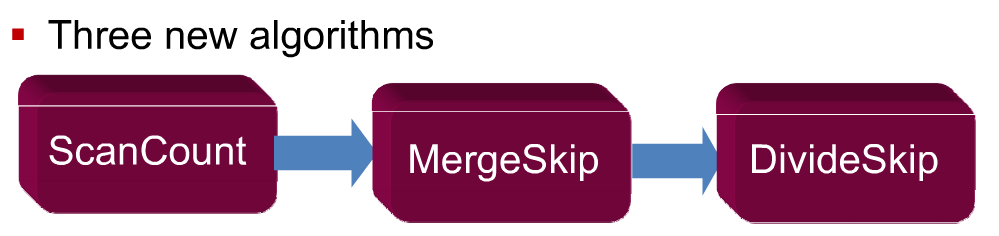 ▪ Three new algorithms
ScanCount
MergeSkip
DivideSkip